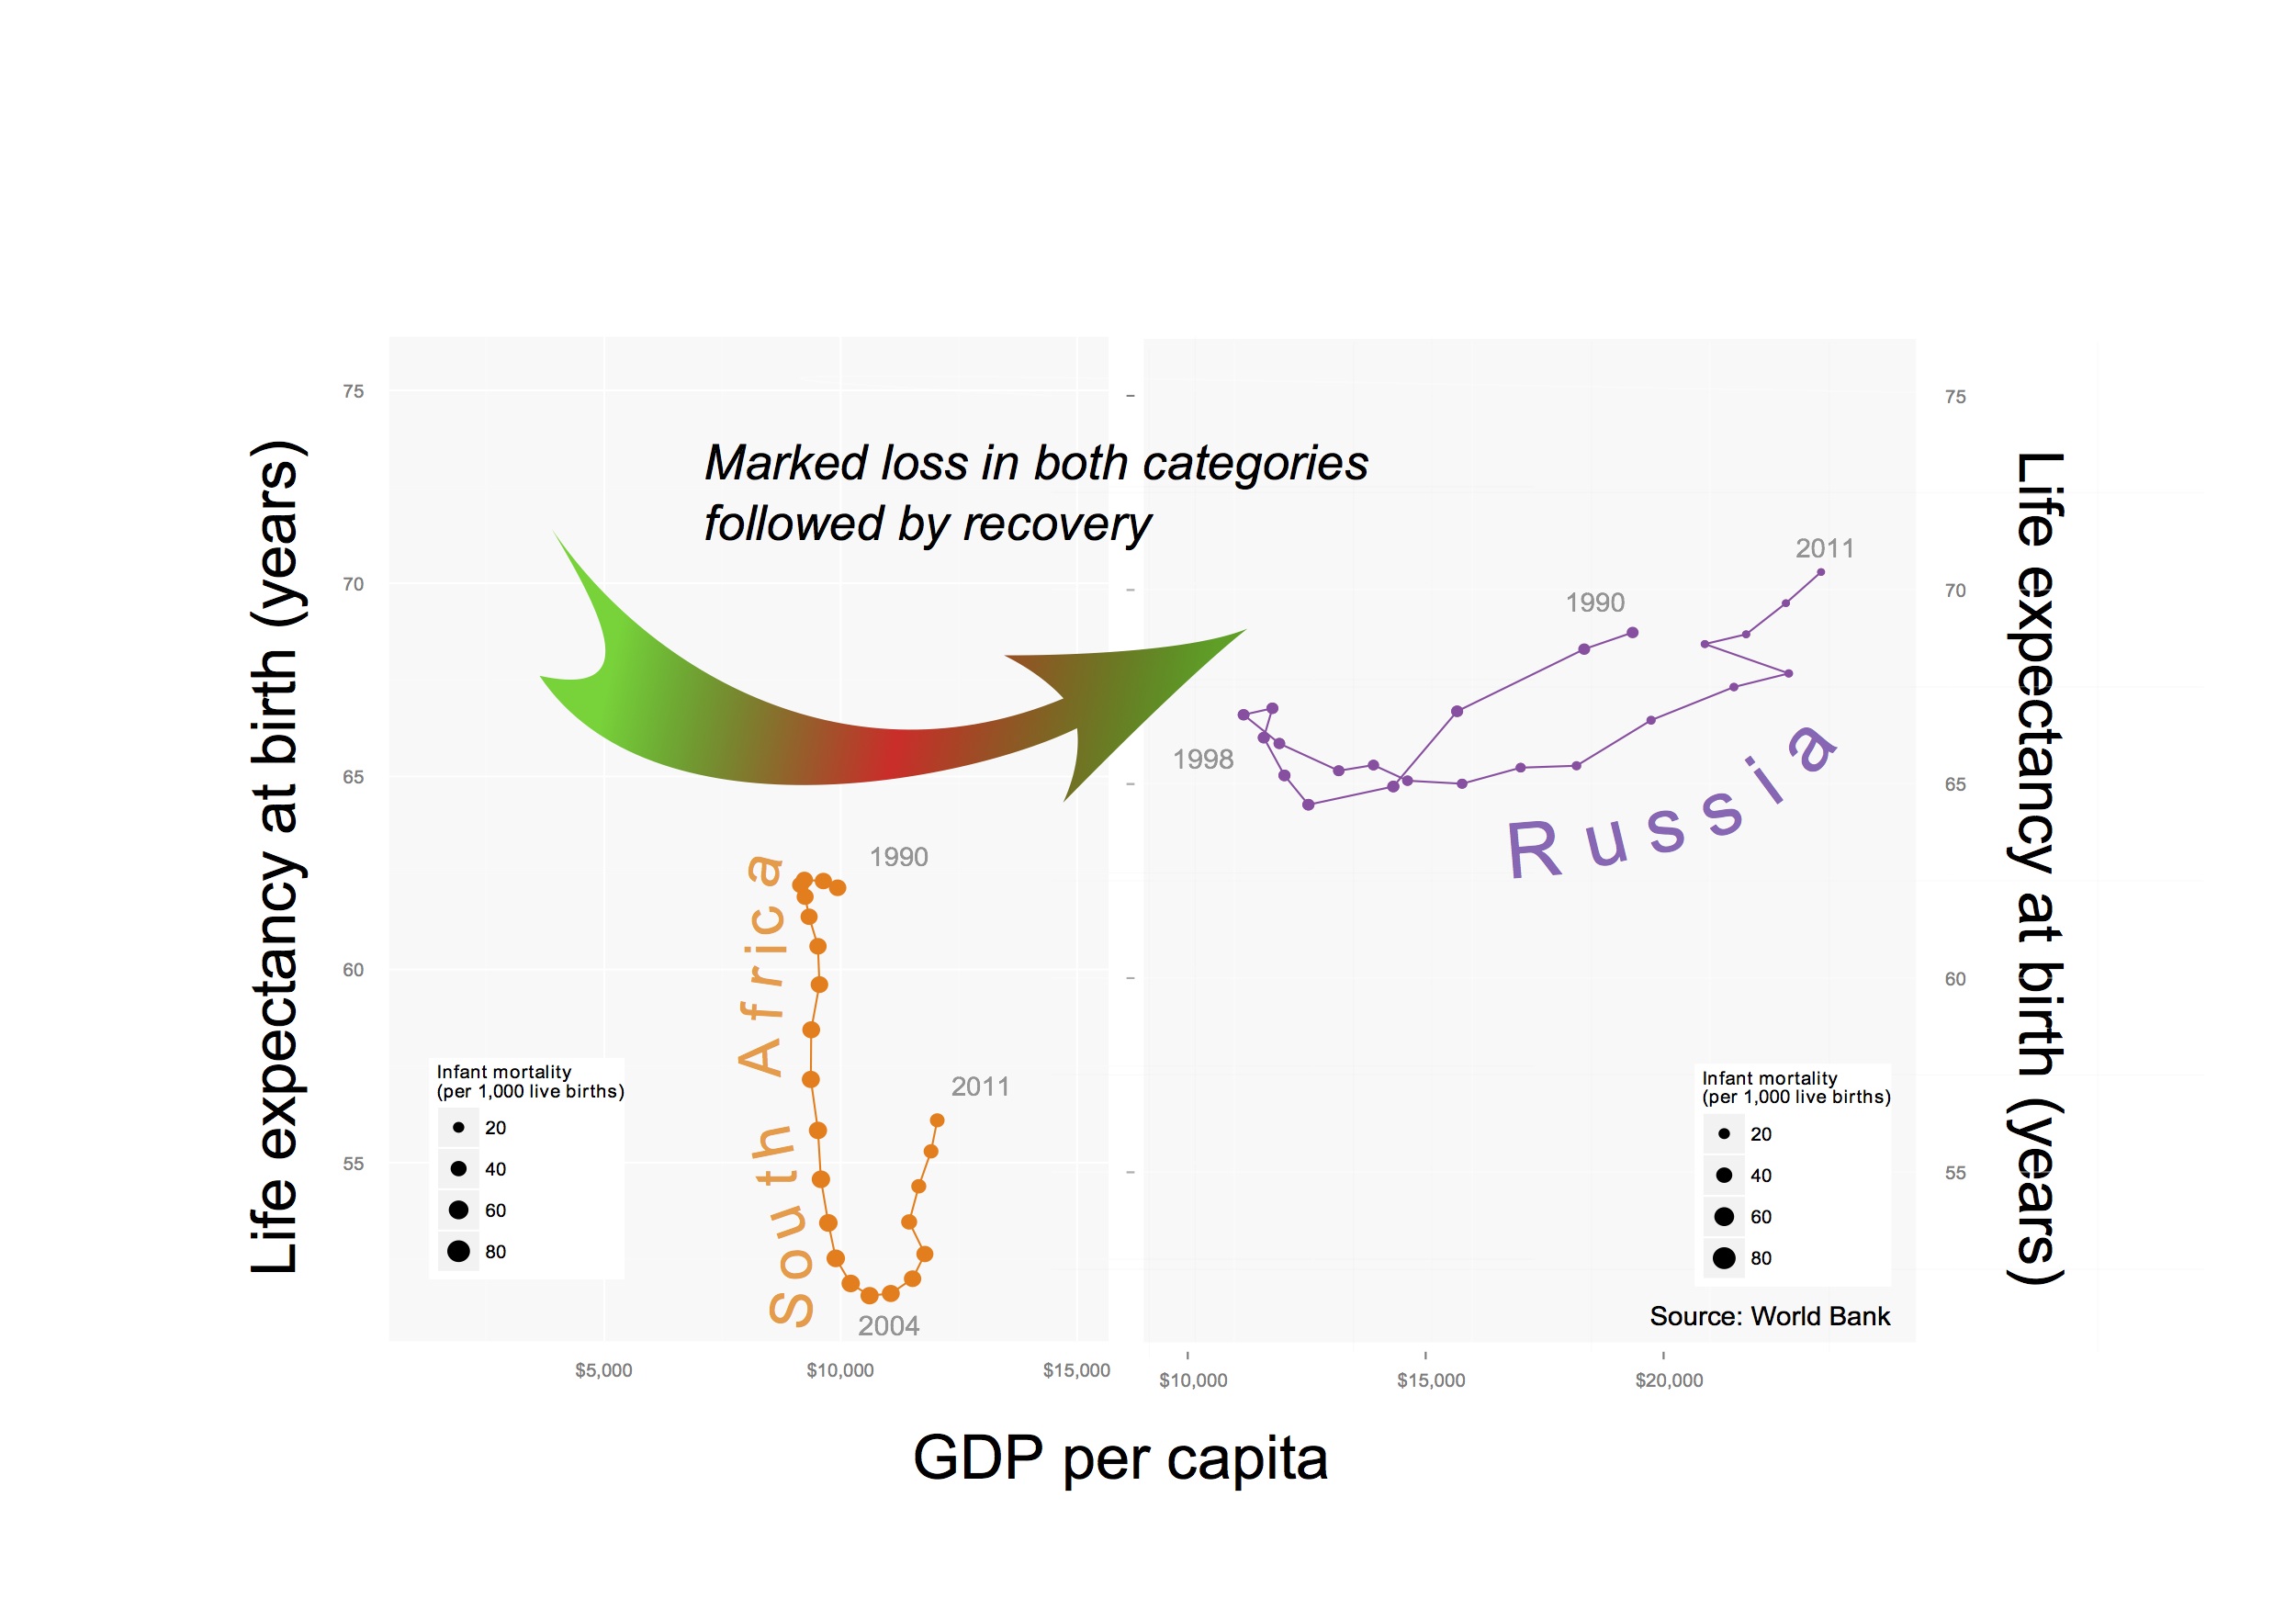 Marked loss in both categories
followed by recovery
Life expectancy at birth (years)
75
70
65
60
55
South Africa
1990
2004
2011
Infant mortality
(per 1,000 live births)
20
40
60
80
$5,000
$10,000
$15,000
Russia
1990
1998
2011
Infant mortality
(per 1,000 live births)
20
40
60
80
Source: World Bank
$10,000
$15,000
$20,000
75
70
65
60
55
Life expectancy at birth (years)
GDP per capita